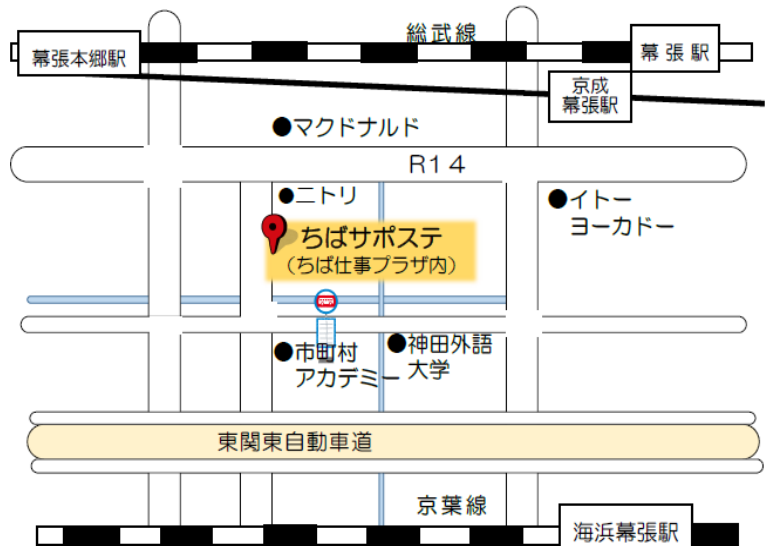 総武線
幕張本郷駅
幕張駅
京成
幕張駅
●マクドナルド
R14
●ニトリ
●イトー
ヨーカドー
ちばサポステ
（ちば仕事プラザ内）
●市町村
アカデミー
●神田外語
大学
東関東自動車道
京葉線
海浜幕張駅